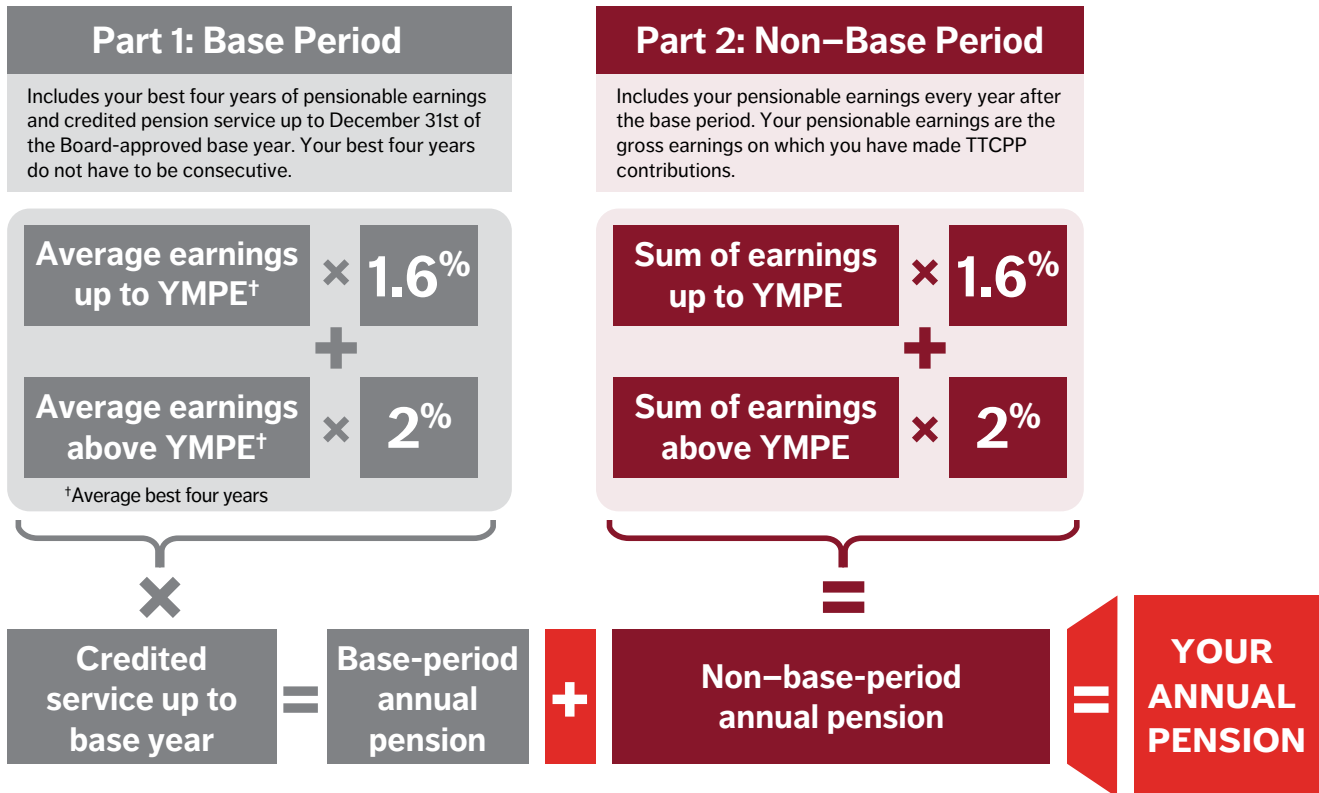 Part 1: Base Period
Includes your best four years of pensionable earnings
and credited pension service up to December 31st of
the Board-approved base year. Your best four years
do not have to be consecutive.
Average earnings
up to YMPE†
×
1.6%
+
Average earnings
above YMPE†
×
2%
†Average best four years
×
Credited
service up to
base year
=
Base-period
annual
pension
Part 2: Non–Base Period
Includes your pensionable earnings every year after
the base period. Your pensionable earnings are the
gross earnings on which you have made TTCPP
contributions.
Sum of earnings
up to YMPE
×
1.6%
+
Sum of earnings
above YMPE
×
2%
=
+
Non–base-period
annual pension
=
YOUR
ANNUAL
PENSION